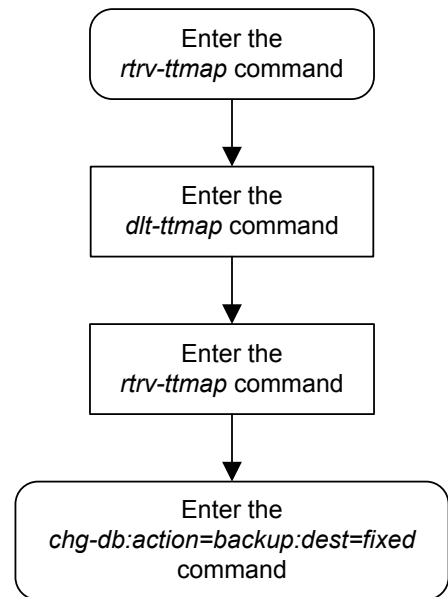 Enter the
rtrv-ttmap command
Enter the
dlt-ttmap command
Enter the
rtrv-ttmap command
Enter the
chg-db:action=backup:dest=fixed
command